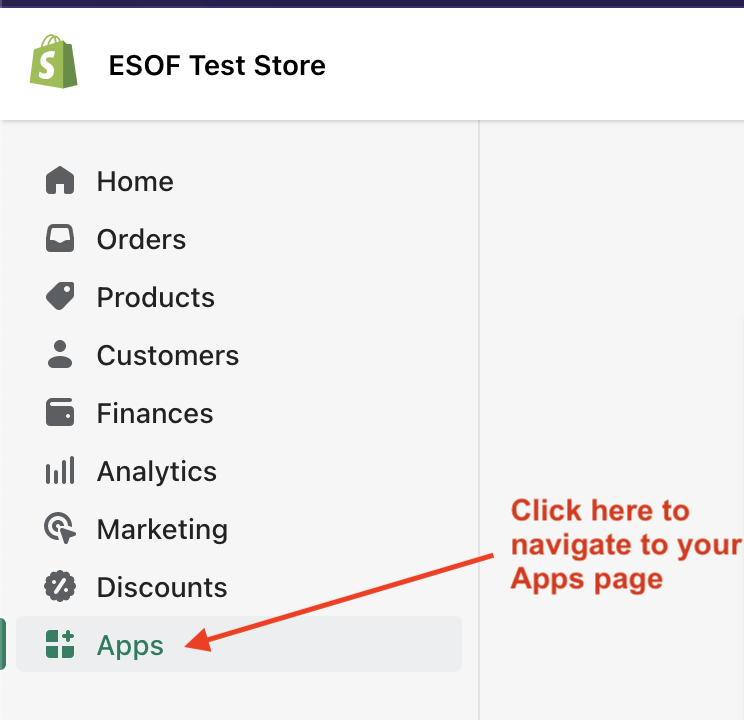 ESOF Test Store
Home
Orders
Products
Customers
Finances
Analytics
Marketing
Discounts
Apps
Click here to
navigate to your
Apps page